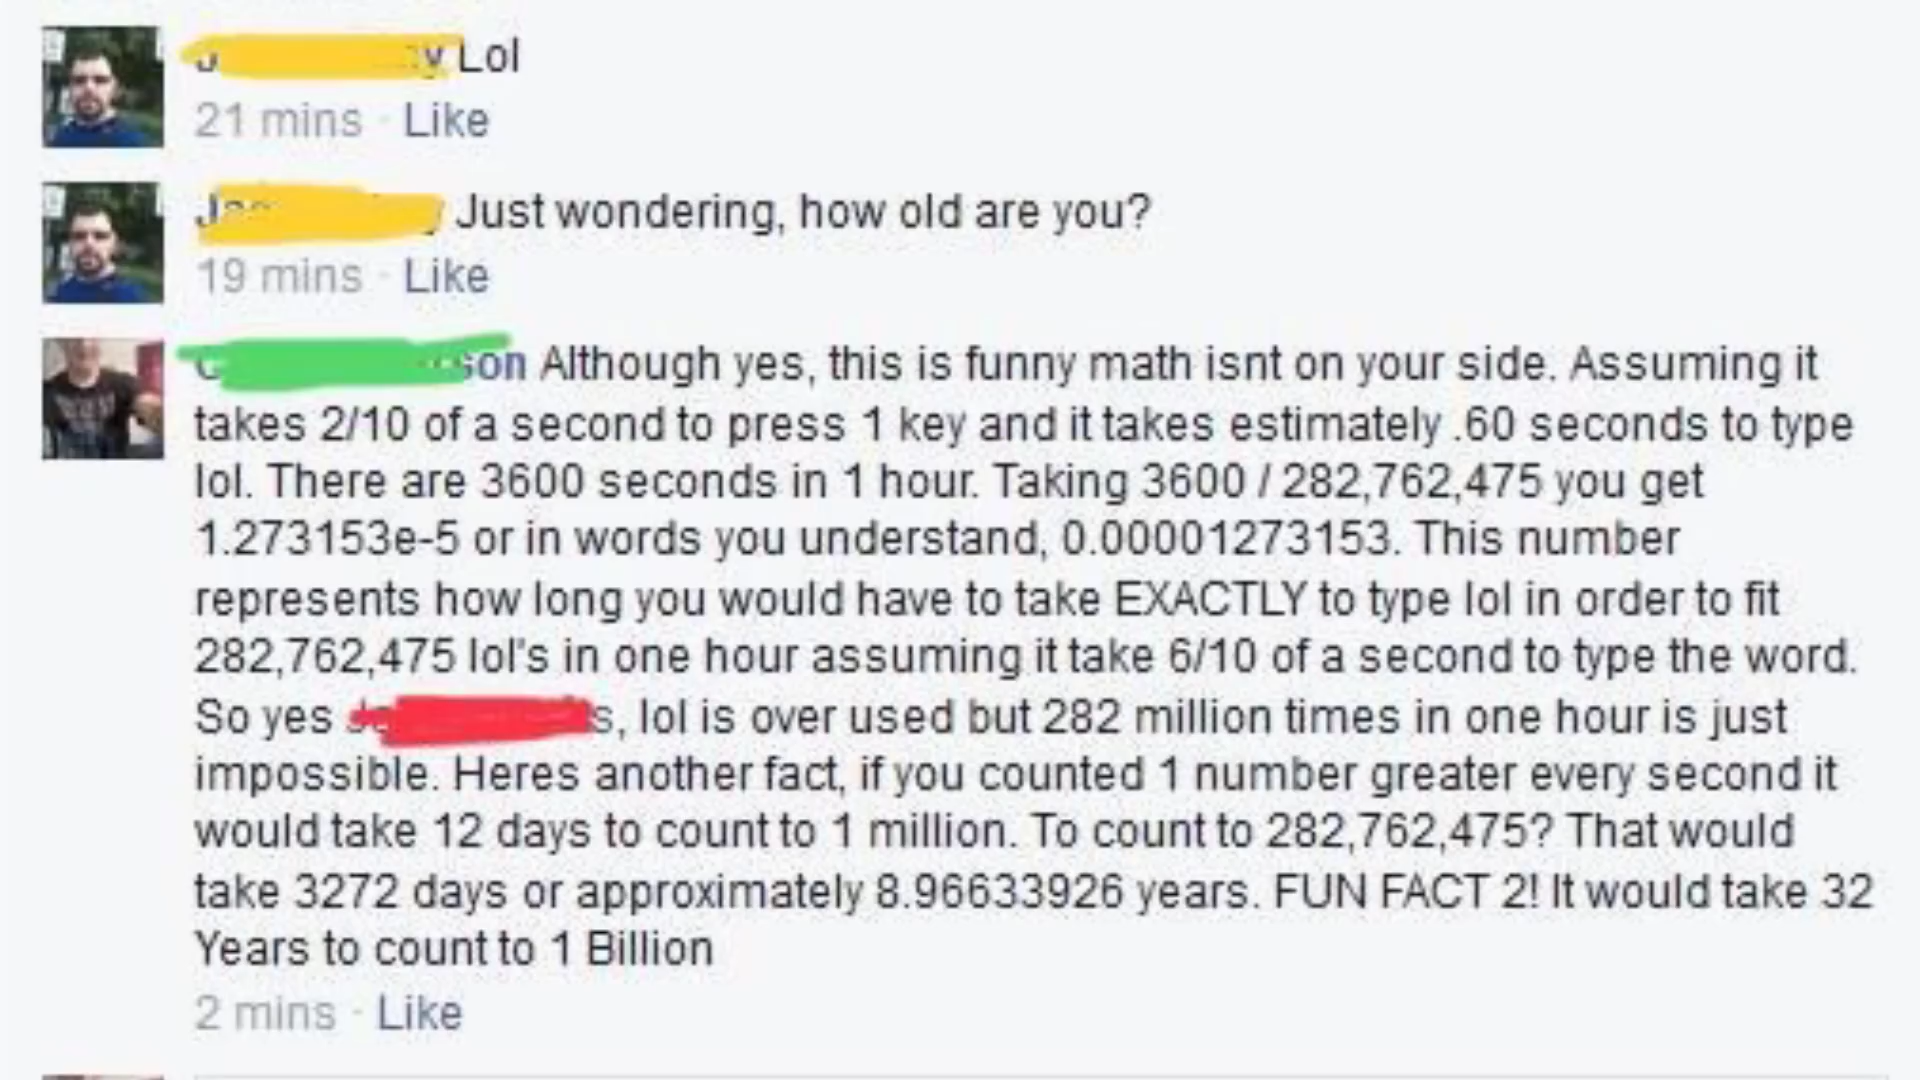 Lol
21 mins · Like
Just wondering, how old are you?
19 mins · Like
son Although yes, this is funny math isnt on your side. Assuming it
takes 2/10 of a second to press 1 key and it takes estimately .60 seconds to type
lol. There are 3600 seconds in 1 hour. Taking 3600 / 282,762,475 you get
1.273153e-5 or in words you understand, 0.00001273153. This number
represents how long you would have to take EXACTLY to type lol in order to fit
282,762,475 lol's in one hour assuming it take 6/10 of a second to type the word.
So yes s, lol is over used but 282 million times in one hour is just
impossible. Heres another fact, if you counted 1 number greater every second it
would take 12 days to count to 1 million. To count to 282,762,475? That would
take 3272 days or approximately 8.96633926 years. FUN FACT 2! It would take 32
Years to count to 1 Billion
2 mins · Like